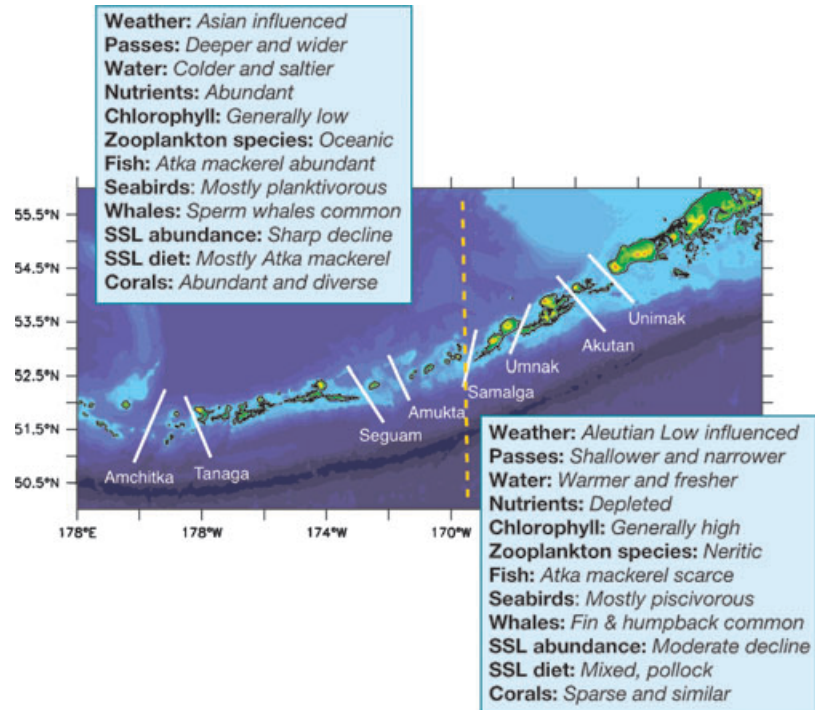 Weather: Asian influenced
Passes: Deeper and wider
Water: Colder and saltier
Nutrients: Abundant
Chlorophyll: Generally low
Zooplankton species: Oceanic
Fish: Atka mackerel abundant
Seabirds: Mostly planktivorous
Whales: Sperm whales common
SSL abundance: Sharp decline
SSL diet: Mostly Atka mackerel
Corals: Abundant and diverse
55.5°N
54.5°N
53.5°N
52.5°N
51.5°N
50.5°N
178°E
178°W
174°W
170°W
Unimak
Akutan
Umnak
Samalga
Amukta
Seguam
Tanaga
Amchitka
Weather: Aleutian Low influenced
Passes: Shallower and narrower
Water: Warmer and fresher
Nutrients: Depleted
Chlorophyll: Generally high
Zooplankton species: Neritic
Fish: Atka mackerel scarce
Seabirds: Mostly piscivorous
Whales: Fin & humpback common
SSL abundance: Moderate decline
SSL diet: Mixed, pollock
Corals: Sparse and similar